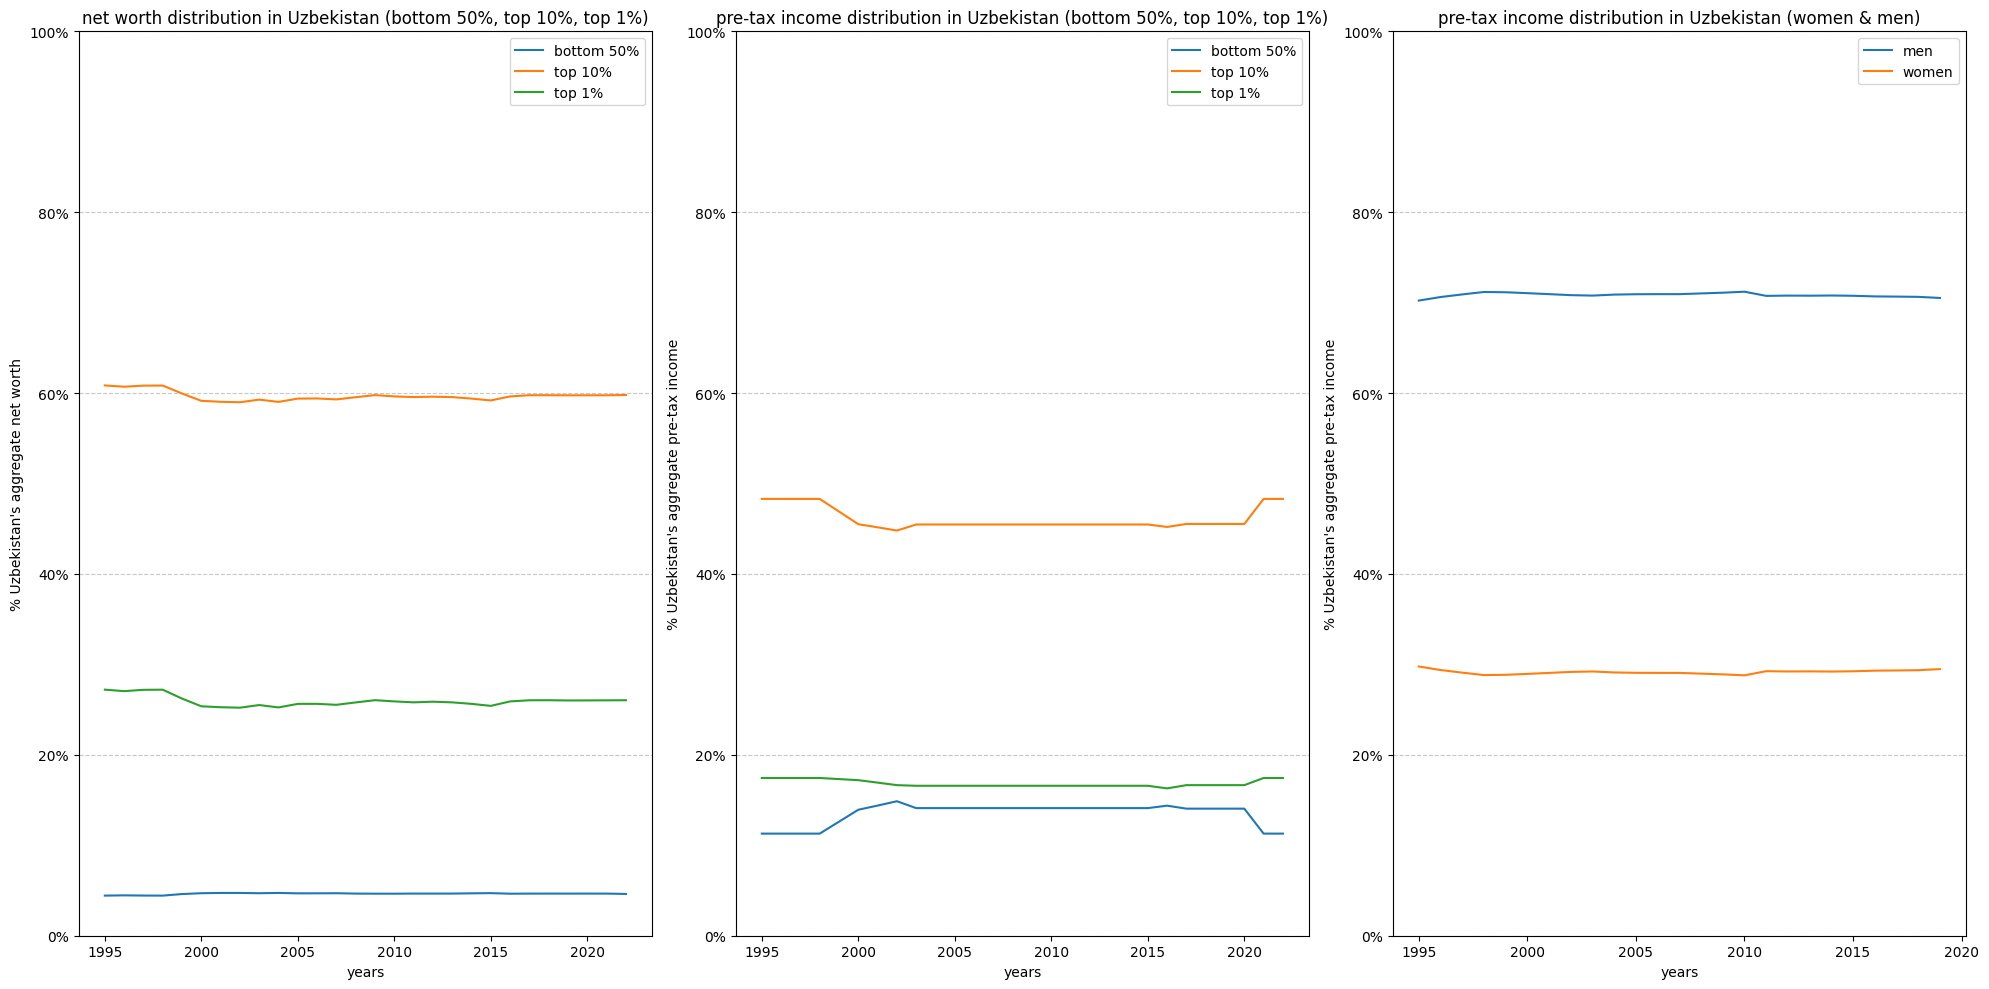 net worth distribution in Uzbekistan (bottom 50%, top 10%, top 1%)
100%
80%
60%
40%
20%
0%
% Uzbekistan's aggregate net worth
bottom 50%
top 10%
top 1%
1995 2000 2005 2010 2015 2020
years
pre-tax income distribution in Uzbekistan (bottom 50%, top 10%, top 1%)
100%
80%
60%
40%
20%
0%
% Uzbekistan's aggregate pre-tax income
bottom 50%
top 10%
top 1%
1995 2000 2005 2010 2015 2020
years
pre-tax income distribution in Uzbekistan (women & men)
100%
80%
60%
40%
20%
0%
% Uzbekistan's aggregate pre-tax income
men
women
1995 2000 2005 2010 2015 2020
years